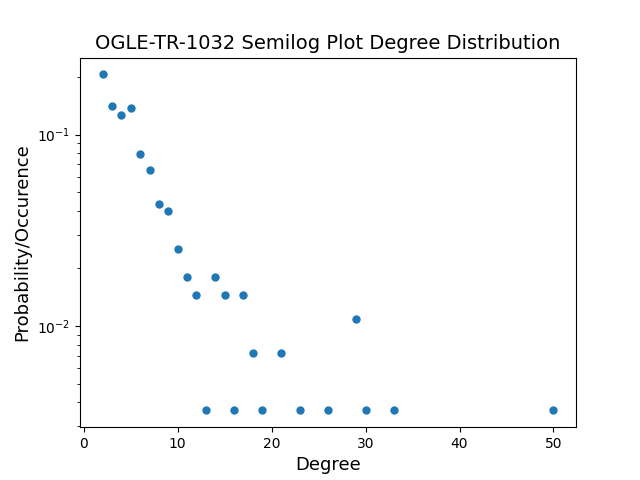 OGLE-TR-1032 Semilog Plot Degree Distribution
Probability/Occurence
10⁻¹
10⁻²
0 10 20 30 40 50
Degree